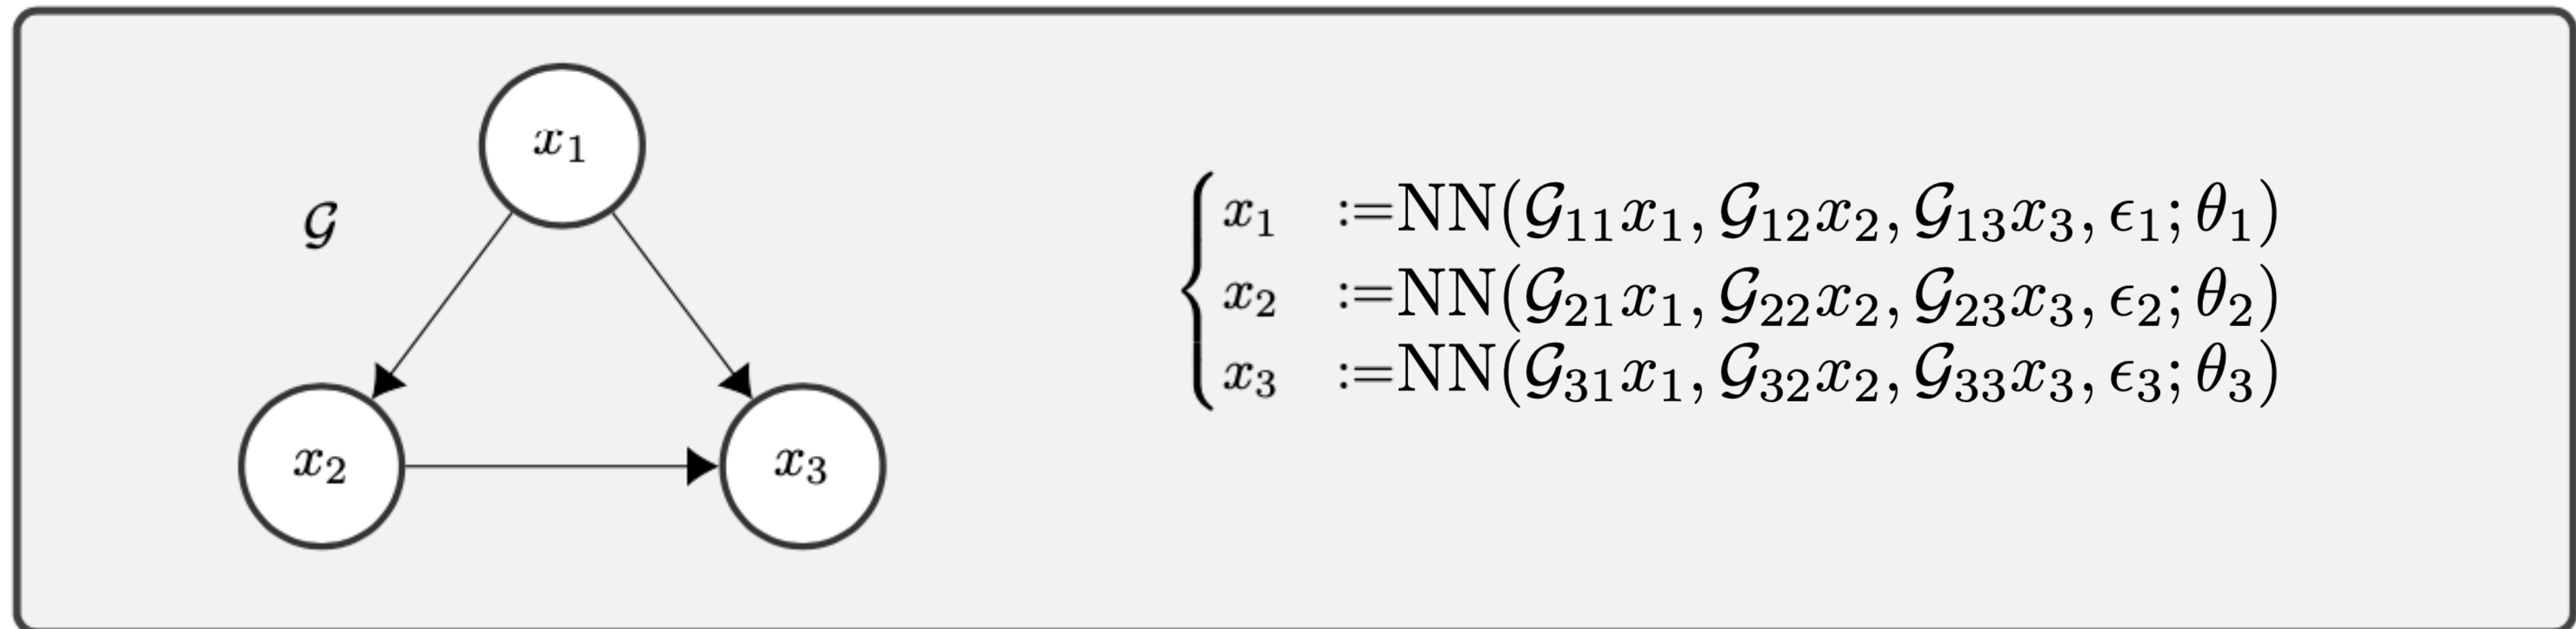 x₁
𝒢
x₂
x₃
x₁ :=NN(𝒢₁₁x₁, 𝒢₁₂x₂, 𝒢₁₃x₃, ϵ₁; θ₁)
x₂ :=NN(𝒢₂₁x₁, 𝒢₂₂x₂, 𝒢₂₃x₃, ϵ₂; θ₂)
x₃ :=NN(𝒢₃₁x₁, 𝒢₃₂x₂, 𝒢₃₃x₃, ϵ₃; θ₃)